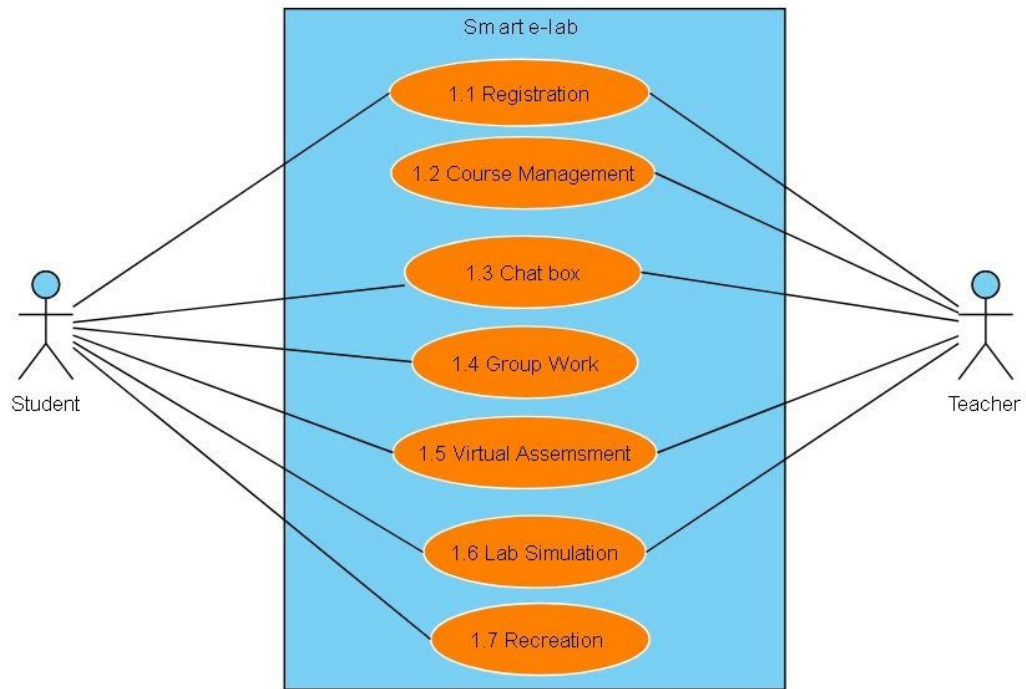 Smart e-lab
1.1 Registration
1.2 Course Management
1.3 Chat box
1.4 Group Work
1.5 Virtual Assemsment
1.6 Lab Simulation
1.7 Recreation
Student
Teacher